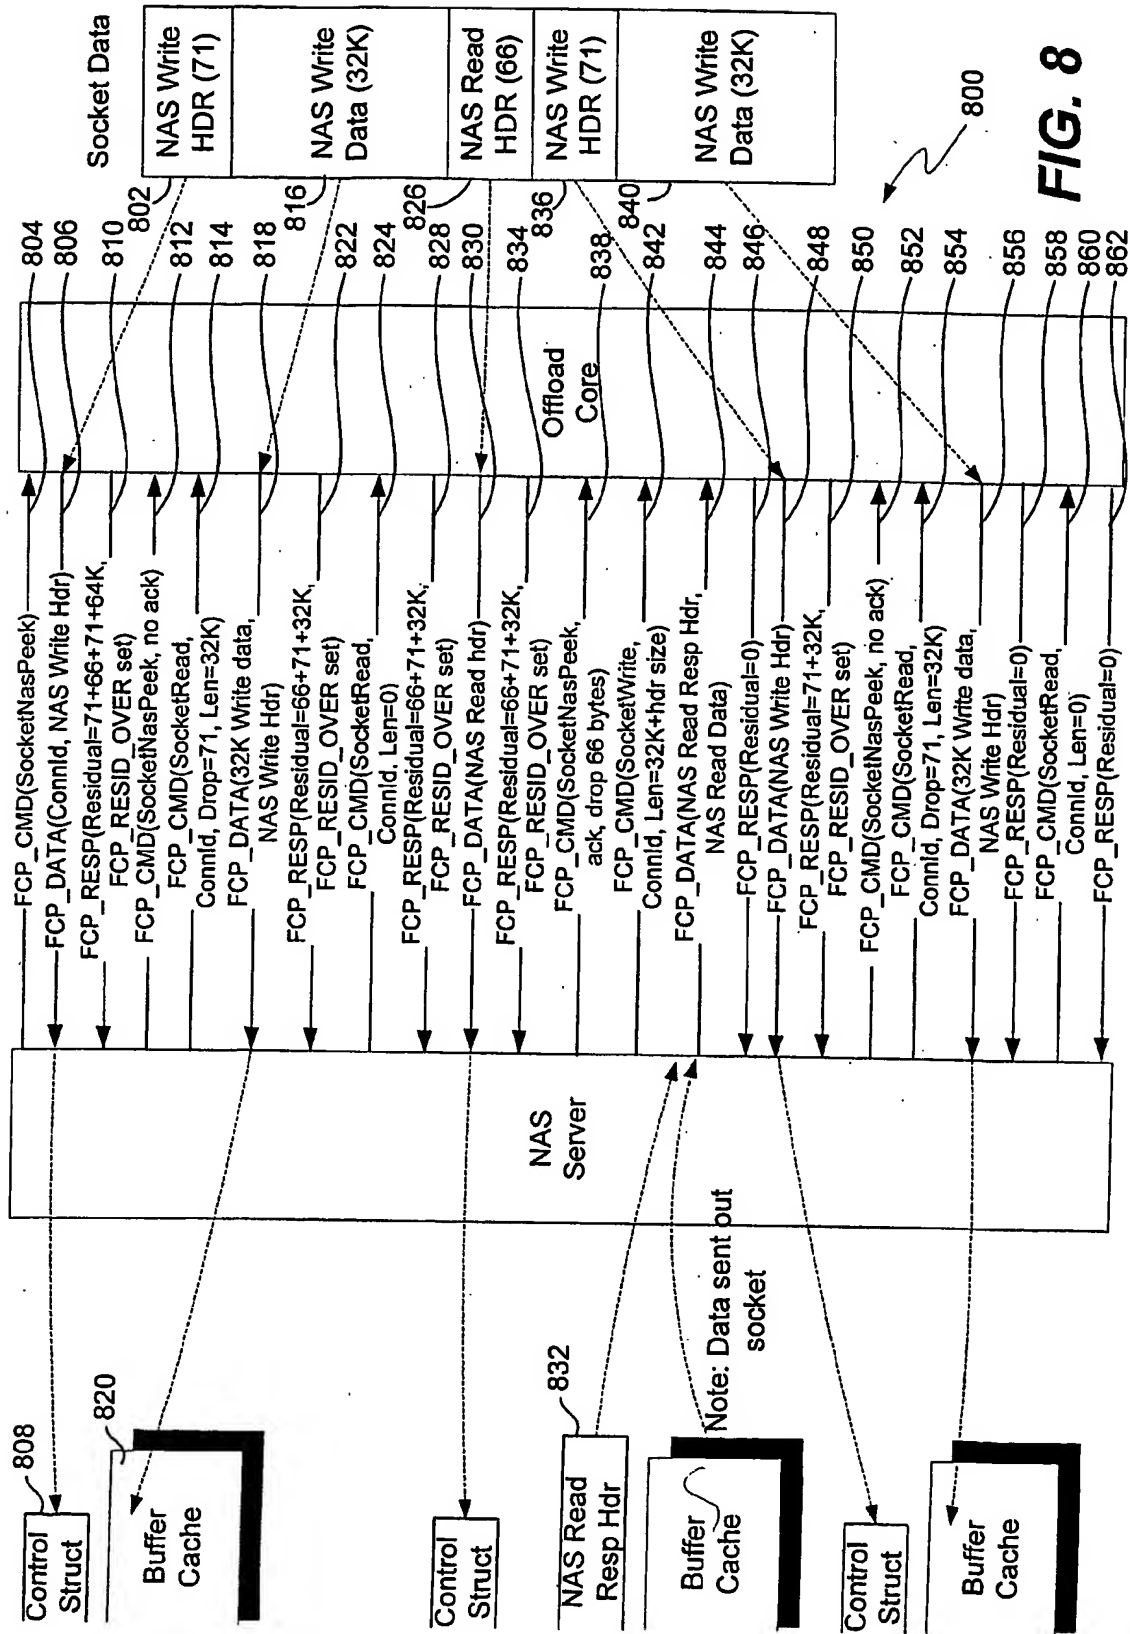 Socket Data
802
NAS Write
HDR (71)
816
NAS Write
Data (32K)
826
NAS Read
HDR (66)
836
NAS Write
HDR (71)
840
NAS Write
Data (32K)
804
806
810
812
814
818
822
824
828
830
834
838
842
844
846
848
850
852
854
856
858
860
862
800
FIG. 8
Offload
Core
FCP_CMD(SocketNasPeek)
FCP_DATA(ConnId, NAS Write Hdr)
FCP_RESP(Residual=71+66+71+64K,
FCP_RESID_OVER set)
FCP_CMD(SocketNasPeek, no ack)
FCP_CMD(SocketRead,
ConnId, Drop=71, Len=32K)
FCP_DATA(32K Write data,
NAS Write Hdr)
FCP_RESP(Residual=66+71+32K,
FCP_RESID_OVER set)
FCP_CMD(SocketRead,
ConnId, Len=0)
FCP_RESP(Residual=66+71+32K,
FCP_RESID_OVER set)
FCP_DATA(NAS Read hdr)
FCP_RESP(Residual=66+71+32K,
FCP_RESID_OVER set)
FCP_CMD(SocketNasPeek,
ack, drop 66 bytes)
FCP_CMD(SocketWrite,
ConnId, Len=32K+hdr size)
FCP_DATA(NAS Read Resp Hdr,
NAS Read Data)
FCP_RESP(Residual=0)
FCP_DATA(NAS Write Hdr)
FCP_RESP(Residual=71+32K,
FCP_RESID_OVER set)
FCP_CMD(SocketNasPeek, no ack)
FCP_CMD(SocketRead,
ConnId, Drop=71, Len=32K)
FCP_DATA(32K Write data,
NAS Write Hdr)
FCP_RESP(Residual=0)
FCP_CMD(SocketRead,
ConnId, Len=0)
FCP_RESP(Residual=0)
NAS
Server
Note: Data sent out
socket
808
Control
Struct
820
Buffer
Cache
Control
Struct
832
NAS Read
Resp Hdr
Buffer
Cache
Control
Struct
Buffer
Cache